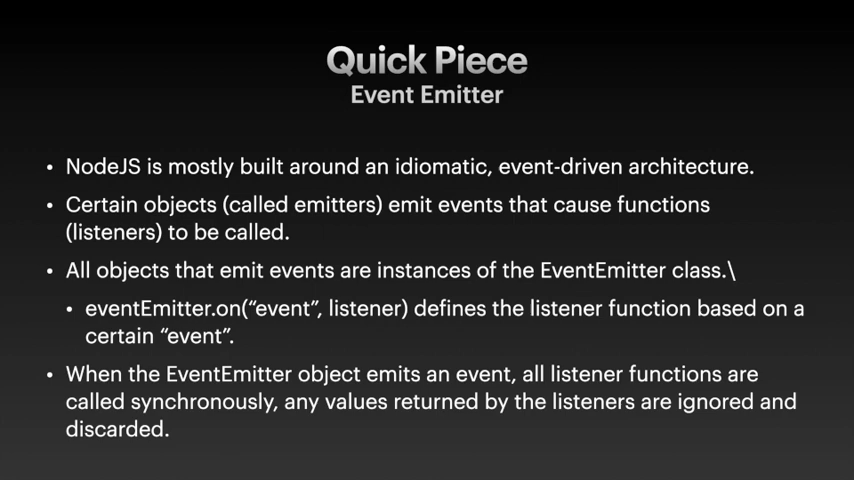 Quick Piece
Event Emitter
• NodeJS is mostly built around an idiomatic, event-driven architecture.
• Certain objects (called emitters) emit events that cause functions
(listeners) to be called.
• All objects that emit events are instances of the EventEmitter class.\
• eventEmitter.on(“event”, listener) defines the listener function based on a
certain “event”.
• When the EventEmitter object emits an event, all listener functions are
called synchronously, any values returned by the listeners are ignored and
discarded.